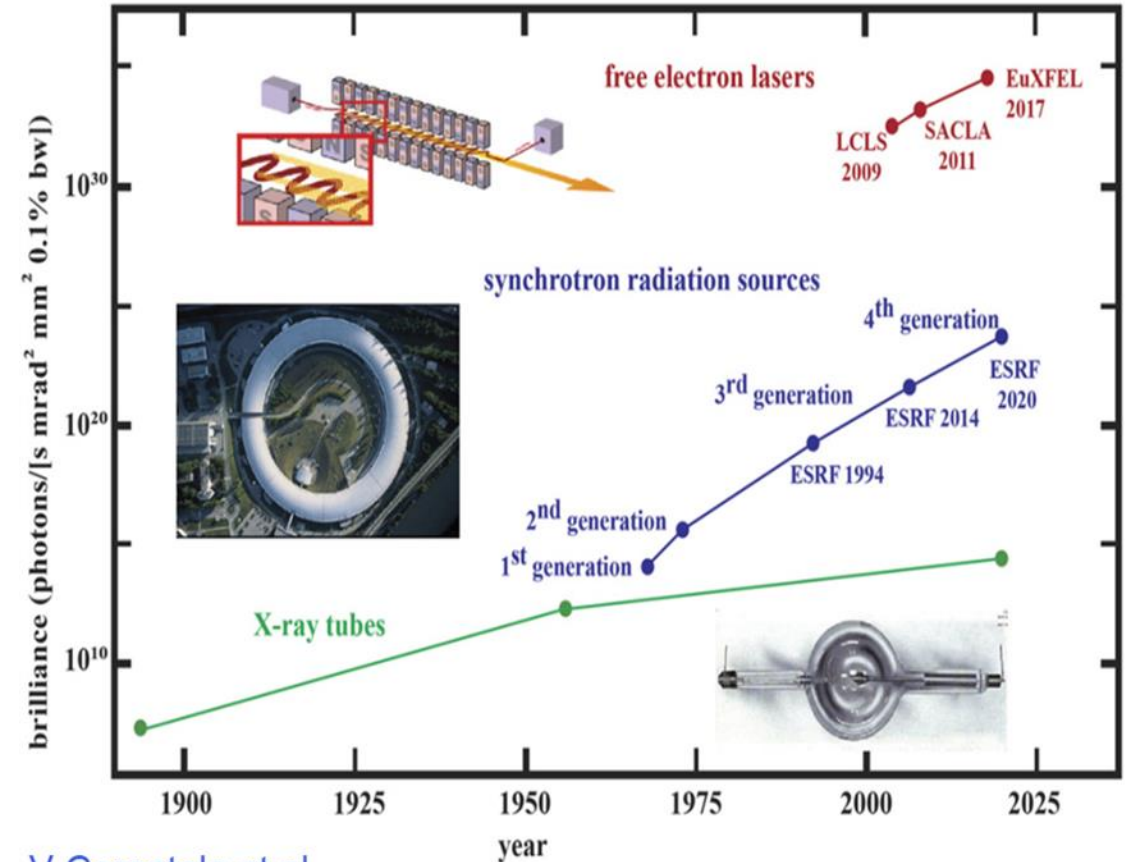 free electron lasers
EuXFEL
2017
SACLA
2011
LCLS
2009
N
S
S
synchrotron radiation sources
4th generation
ESRF
2020
3rd generation
ESRF 2014
ESRF 1994
2nd generation
1st generation
X-ray tubes
brilliance (photons/[s mrad² mm² 0.1% bw])
10³⁰
10²⁰
10¹⁰
1900
1925
1950
1975
2000
2025
year